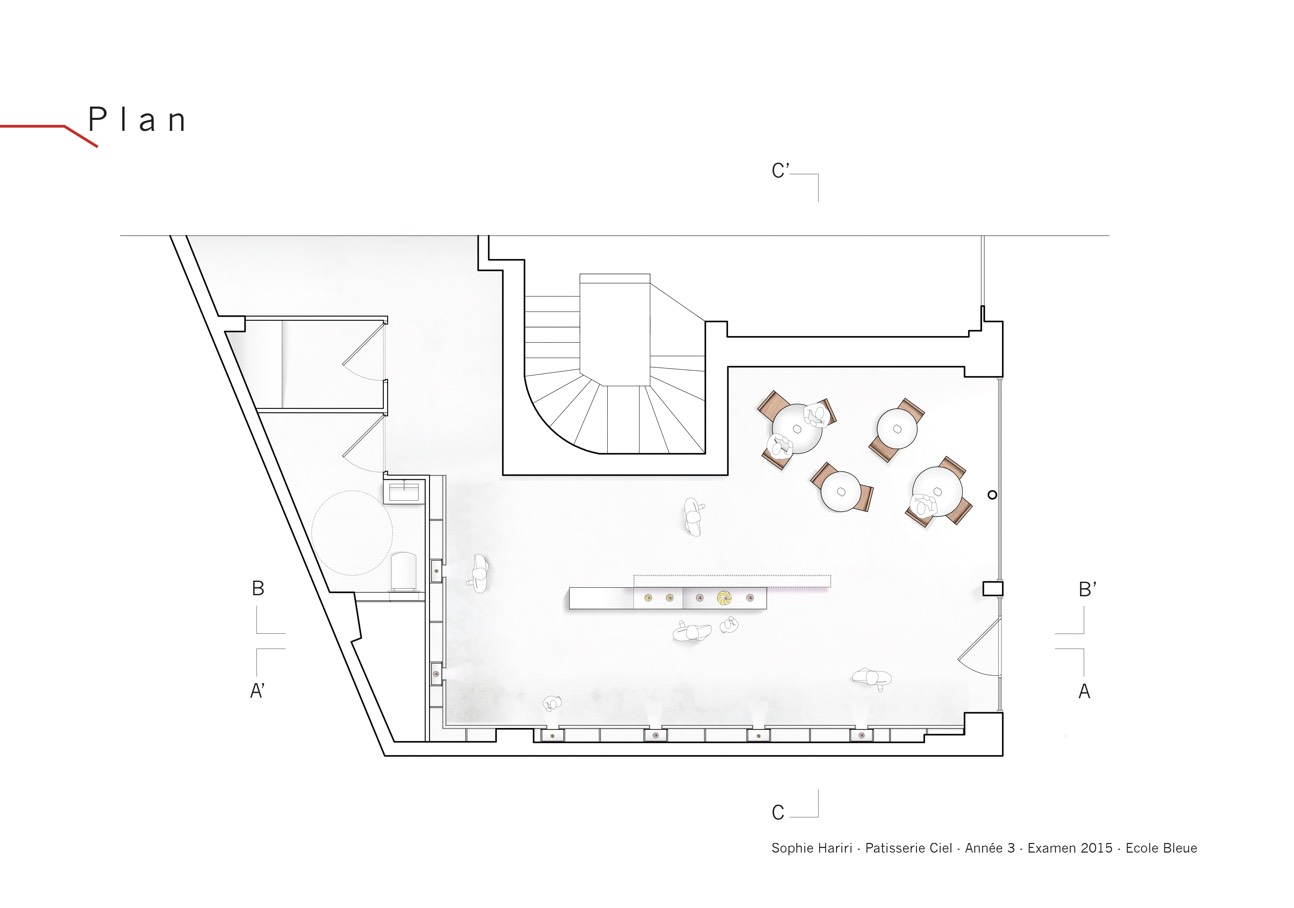 Plan
C'
B
B'
A'
A
C
Sophie Hariri - Patisserie Ciel - Année 3 - Examen 2015 - Ecole Bleue